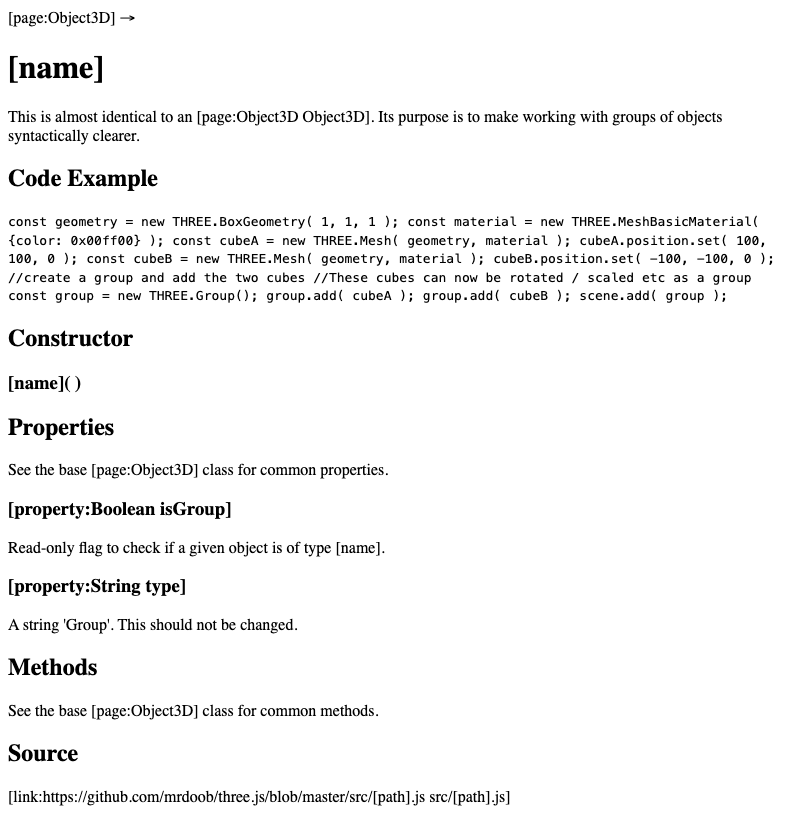 [page:Object3D] →
[name]
This is almost identical to an [page:Object3D Object3D]. Its purpose is to make working with groups of objects
syntactically clearer.
Code Example
const geometry = new THREE.BoxGeometry( 1, 1, 1 ); const material = new THREE.MeshBasicMaterial(
{color: 0x00ff00} ); const cubeA = new THREE.Mesh( geometry, material ); cubeA.position.set( 100,
100, 0 ); const cubeB = new THREE.Mesh( geometry, material ); cubeB.position.set( -100, -100, 0 );
//create a group and add the two cubes //These cubes can now be rotated / scaled etc as a group
const group = new THREE.Group(); group.add( cubeA ); group.add( cubeB ); scene.add( group );
Constructor
[name]( )
Properties
See the base [page:Object3D] class for common properties.
[property:Boolean isGroup]
Read-only flag to check if a given object is of type [name].
[property:String type]
A string 'Group'. This should not be changed.
Methods
See the base [page:Object3D] class for common methods.
Source
[link:https://github.com/mrdoob/three.js/blob/master/src/[path].js src/[path].js]